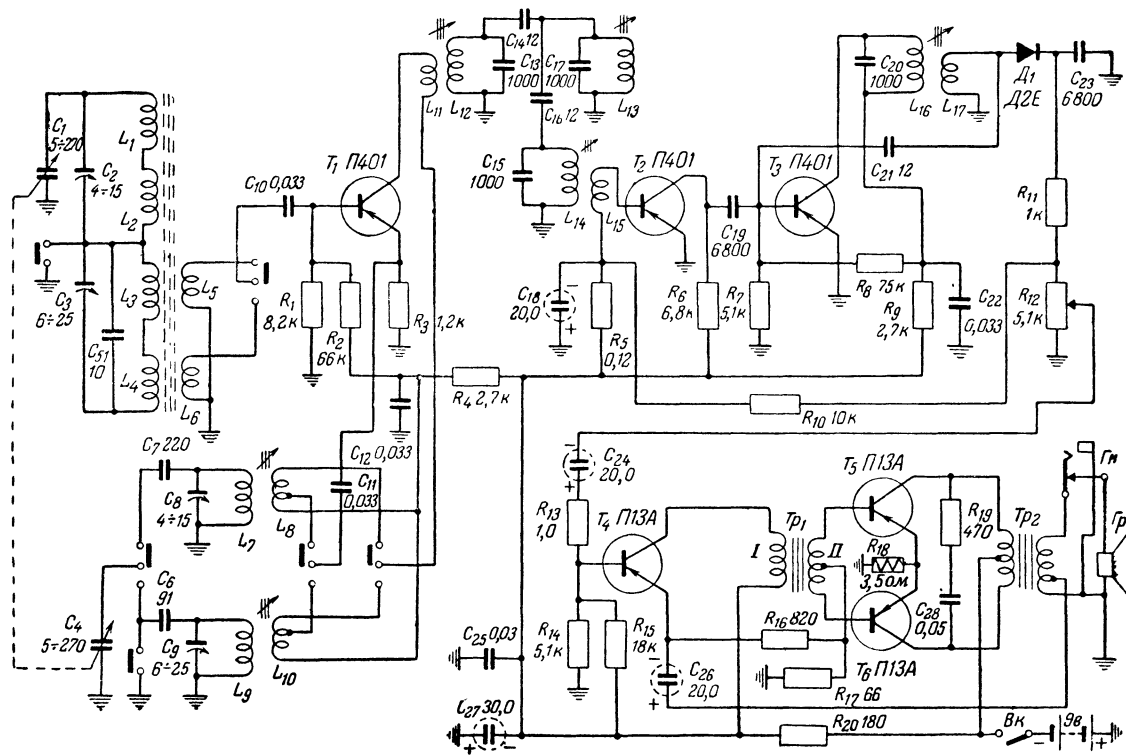 C14 12
C13
1000
C17
1000
L11
L12
L13
C16 12
C20
1000
L16
L17
Д1
Д2Е
C23
6800
C1
5÷270
C2
4÷15
L1
L2
C3
6÷25
L3
L5
C51
10
L4
L6
C10 0,033
T1 П401
C15
1000
L14
L15
T2 П401
T3 П401
C21 12
R11
1к
C19
6800
R1
8,2к
R2
66к
R3 1,2к
C18
20,0
–
+
R5
0,12
R6
6,8к
R7
5,1к
R8 75к
R9
2,7к
C22
0,033
R12
5,1к
R4 2,7к
R10 10к
C7 220
C8
4÷15
L7
L8
C12 0,033
C11
0,033
C6
91
C4
5÷270
C9
6÷25
L9
L10
–
C24
20,0
+
R13
1,0
T4 П13А
Тр1
I
II
T5 П13А
R18
3,5ом
R19
470
Тр2
Гн
Гр
C28
0,05
R14
5,1к
R15
18к
R16 820
T6 П13А
R17 66
C25 0,03
–
C26
20,0
+
C27 30,0
+
–
R20 180
Вк
9в
–
+